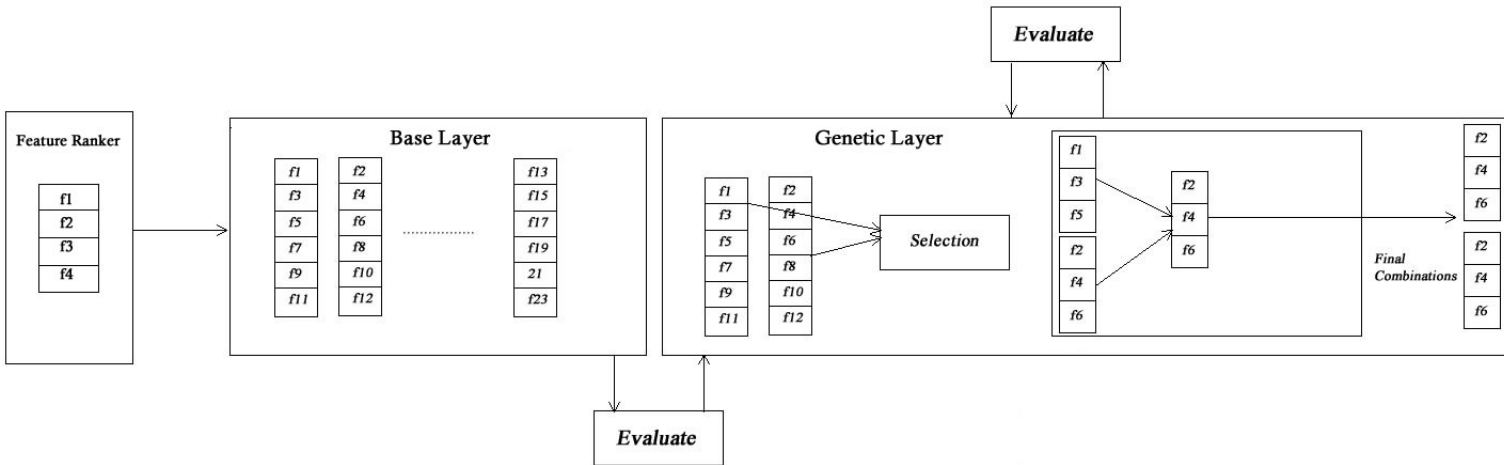 Evaluate
Feature Ranker
f1
f2
f3
f4
Base Layer
f1
f3
f5
f7
f9
f11
f2
f4
f6
f8
f10
f12
...............
f13
f15
f17
f19
21
f23
Evaluate
Genetic Layer
f1
f3
f5
f7
f9
f11
f2
f4
f6
f8
f10
f12
Selection
f1
f3
f5
f2
f4
f6
f2
f4
f6
Final
Combinations
f2
f4
f6
f2
f4
f6